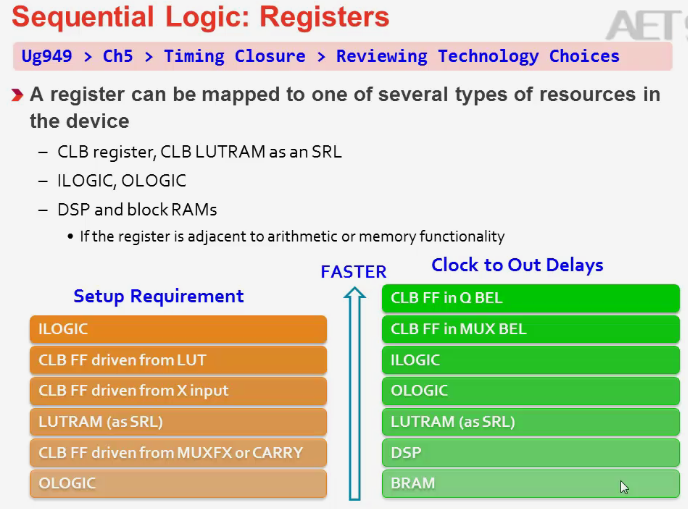 Sequential Logic: Registers
AET
Ug949 > Ch5 > Timing Closure > Reviewing Technology Choices
A register can be mapped to one of several types of resources in
the device
– CLB register, CLB LUTRAM as an SRL
– ILOGIC, OLOGIC
– DSP and block RAMs
• If the register is adjacent to arithmetic or memory functionality
FASTER
Setup Requirement
ILOGIC
CLB FF driven from LUT
CLB FF driven from X input
LUTRAM (as SRL)
CLB FF driven from MUXFX or CARRY
OLOGIC
Clock to Out Delays
CLB FF in Q BEL
CLB FF in MUX BEL
ILOGIC
OLOGIC
LUTRAM (as SRL)
DSP
BRAM